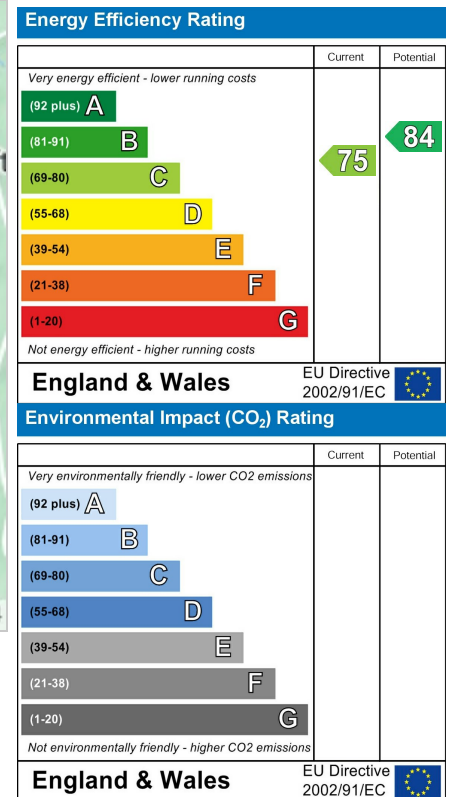 Energy Efficiency Rating
Current Potential
Very energy efficient - lower running costs
(92 plus) A
(81-91) B
(69-80) C
(55-68) D
(39-54) E
(21-38) F
(1-20) G
75
84
Not energy efficient - higher running costs
England & Wales
EU Directive
2002/91/EC
Environmental Impact (CO₂) Rating
Current Potential
Very environmentally friendly - lower CO2 emissions
(92 plus) A
(81-91) B
(69-80) C
(55-68) D
(39-54) E
(21-38) F
(1-20) G
Not environmentally friendly - higher CO2 emissions
England & Wales
EU Directive
2002/91/EC